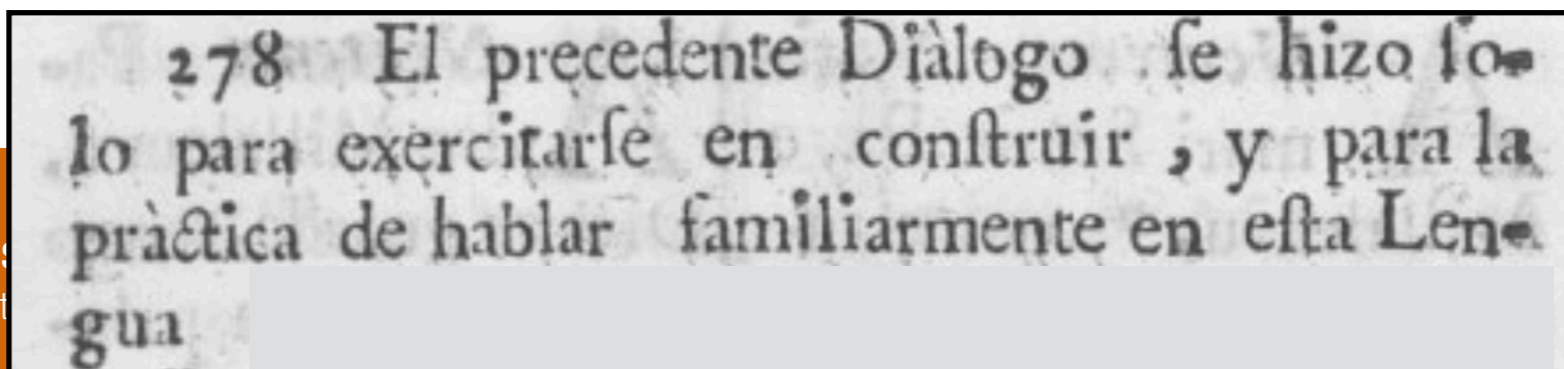 278 El precedente Diàlogo ſe hizo ſo-
lo para exercitarſe en conſtruir , y para la
pràctica de hablar familiarmente en eſta Len-
gua